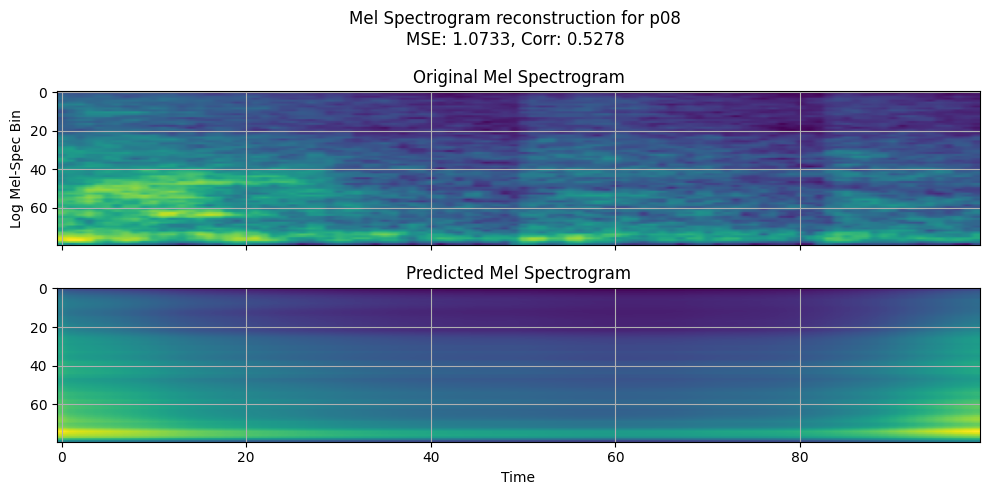 Mel Spectrogram reconstruction for p08
MSE: 1.0733, Corr: 0.5278
Original Mel Spectrogram
0
20
40
60
Log Mel-Spec Bin
Predicted Mel Spectrogram
0
20
40
60
0 20 40 60 80
Time